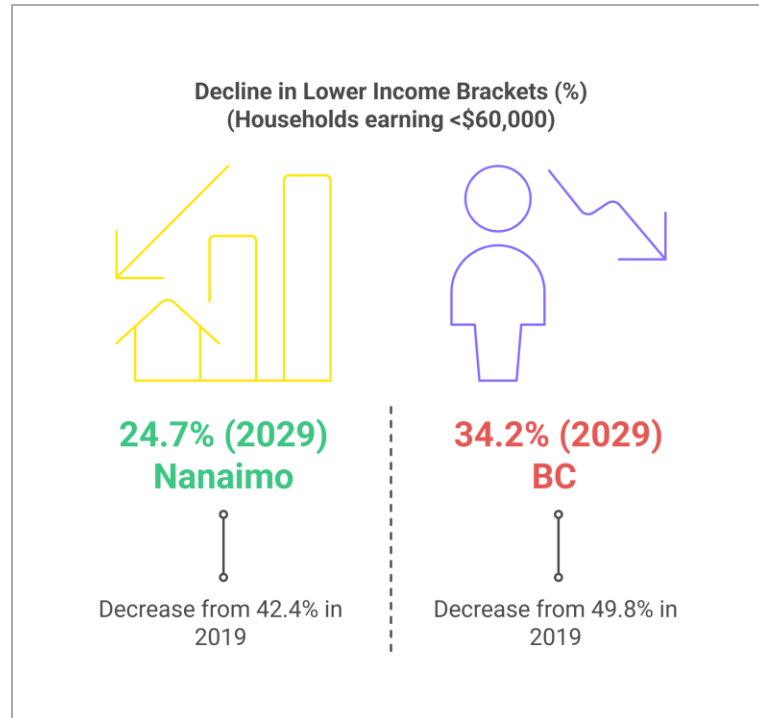 Decline in Lower Income Brackets (%)
(Households earning <$60,000)
24.7% (2029)
Nanaimo
Decrease from 42.4% in
2019
34.2% (2029)
BC
Decrease from 49.8% in
2019